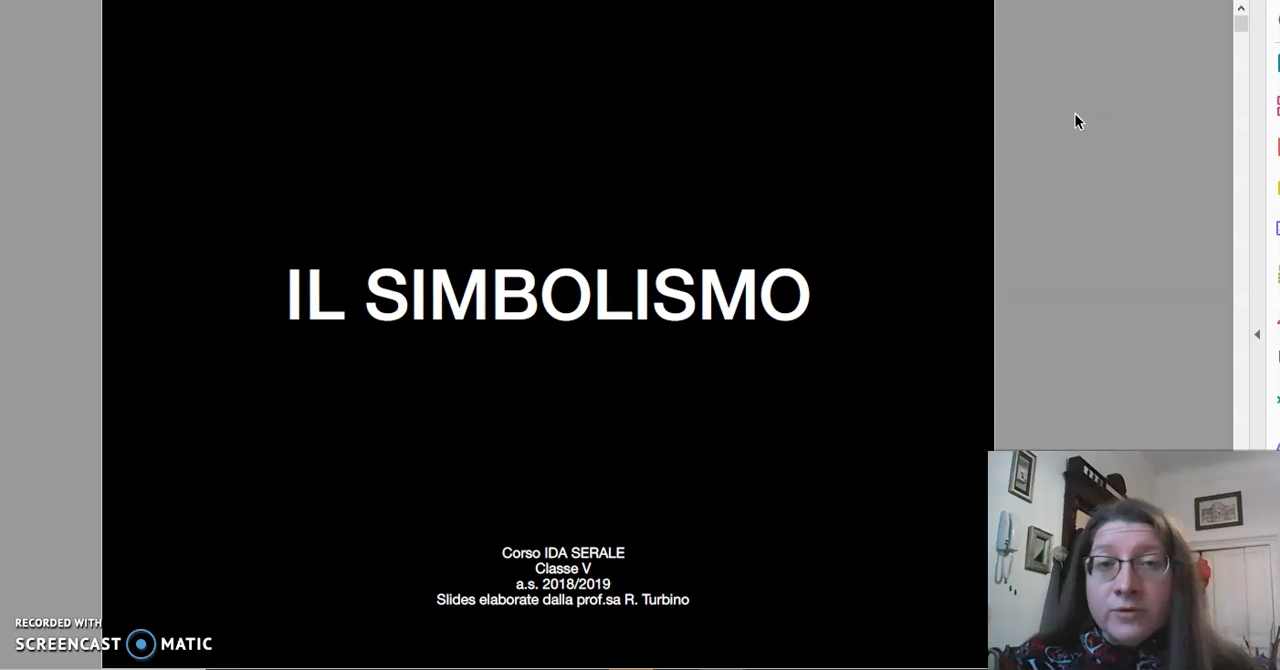 IL SIMBOLISMO
Corso IDA SERALE
Classe V
a.s. 2018/2019
Slides elaborate dalla prof.sa R. Turbino
RECORDED WITH
SCREENCAST MATIC